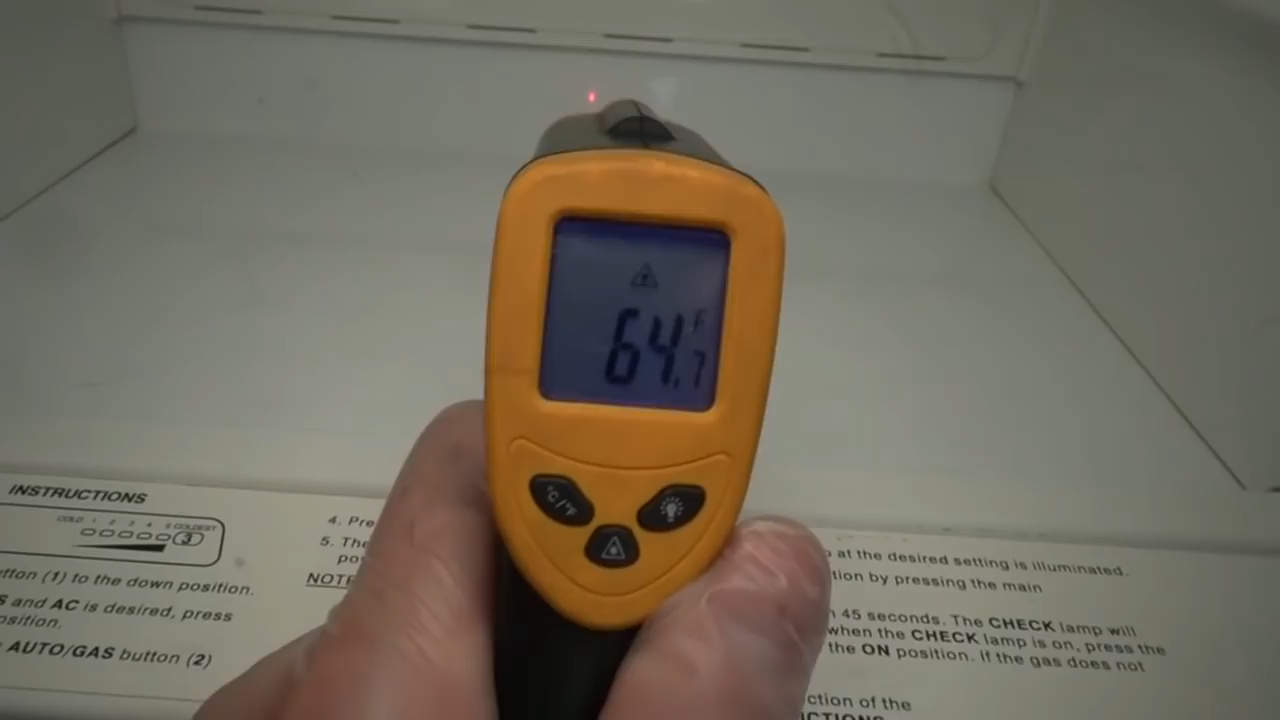 F
64.7
°C/°F
INSTRUCTIONS
COLD 1 2 3 4 5 COLDEST
3
4. Pre
5. The
po
NOTE
tton (1) to the down position.
S and AC is desired, press
osition.
AUTO/GAS button (2)
at the desired setting is illuminated.
tion by pressing the main
45 seconds. The CHECK lamp will
when the CHECK lamp is on, press the
the ON position. If the gas does not
ction of the
CTIONS